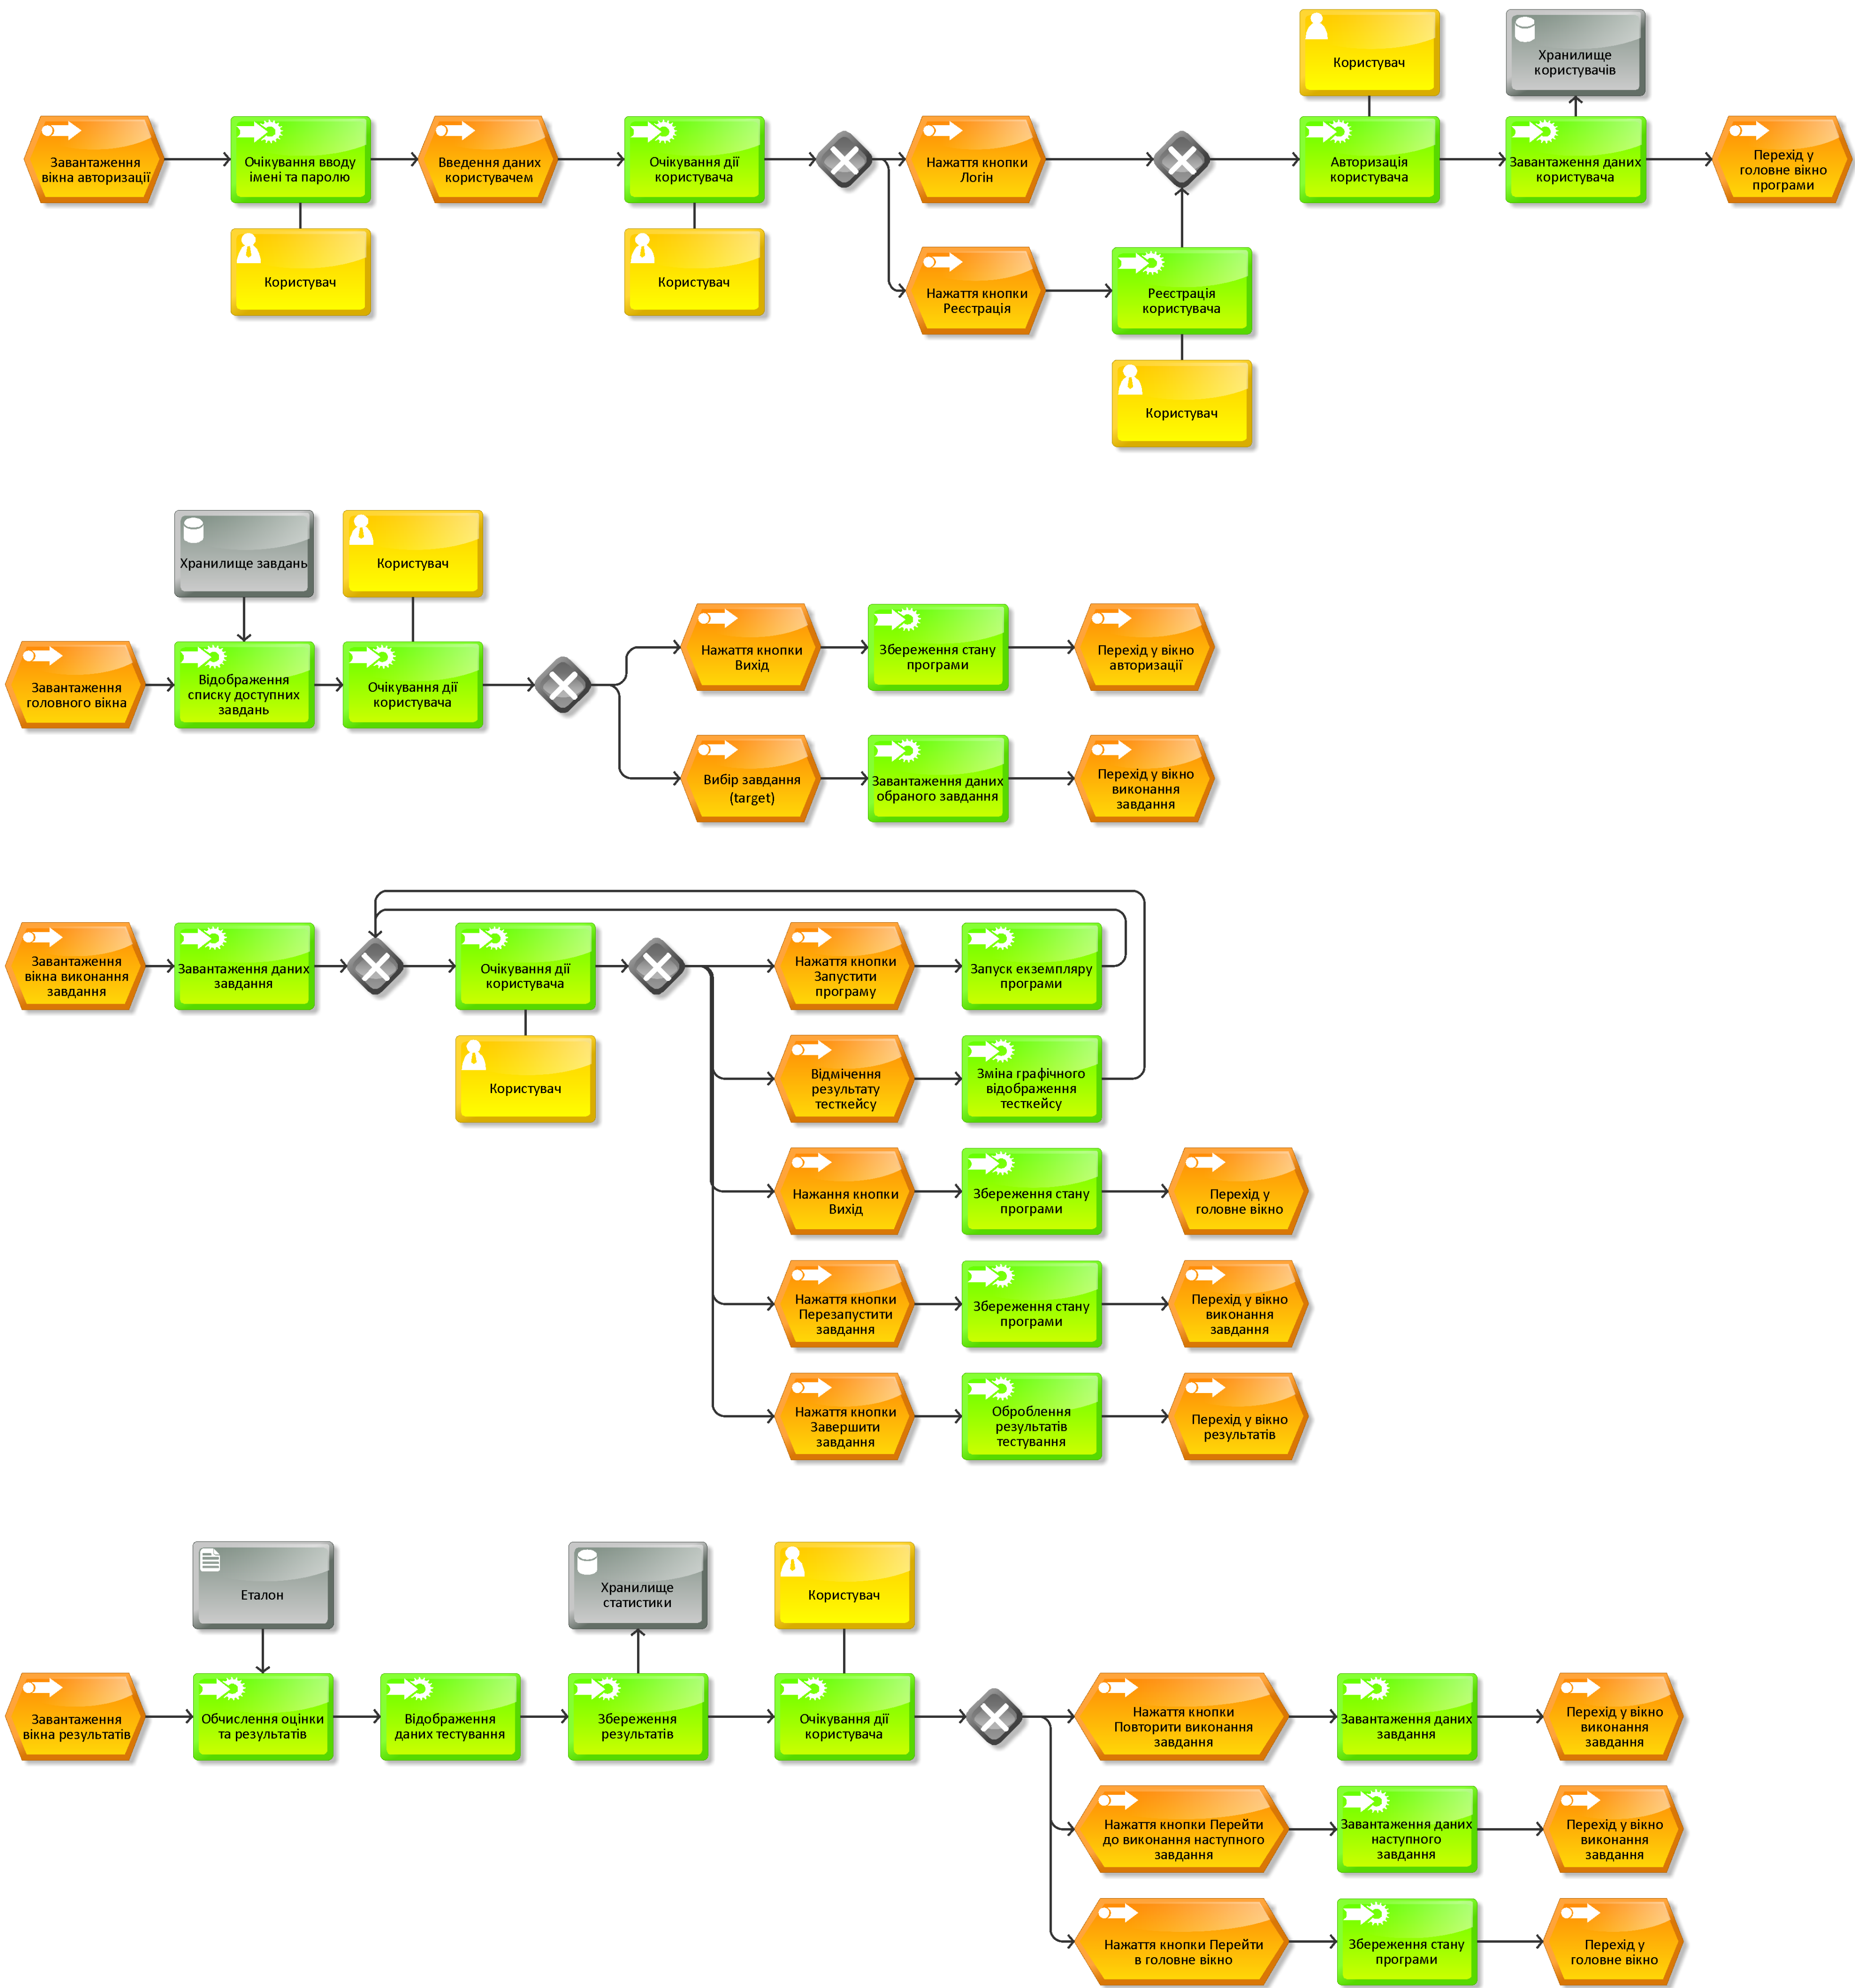 Користувач
Хранилище
користувачів
Завантаження
вікна авторизації
Очікування вводу
імені та паролю
Введення даних
користувачем
Очікування дії
користувача
Нажаття кнопки
Логін
Авторизація
користувача
Завантаження даних
користувача
Перехід у
головне вікно
програми
Користувач
Користувач
Нажаття кнопки
Реєстрація
Реєстрація
користувача
Користувач
Хранилище завдань
Користувач
Завантаження
головного вікна
Відображення
списку доступних
завдань
Очікування дії
користувача
Нажаття кнопки
Вихід
Збереження стану
програми
Перехід у вікно
авторизації
Вибір завдання
(target)
Завантаження даних
обраного завдання
Перехід у вікно
виконання
завдання
Завантаження
вікна виконання
завдання
Завантаження даних
завдання
Очікування дії
користувача
Користувач
Нажаття кнопки
Запустити
програму
Запуск екземпляру
програми
Відмічення
результату
тесткейсу
Зміна графічного
відображення
тесткейсу
Нажання кнопки
Вихід
Збереження стану
програми
Перехід у
головне вікно
Нажаття кнопки
Перезапустити
завдання
Збереження стану
програми
Перехід у вікно
виконання
завдання
Нажаття кнопки
Завершити
завдання
Оброблення
результатів
тестування
Перехід у вікно
результатів
Еталон
Хранилище
статистики
Користувач
Завантаження
вікна результатів
Обчислення оцінки
та результатів
Відображення
даних тестування
Збереження
результатів
Очікування дії
користувача
Нажаття кнопки
Повторити виконання
завдання
Завантаження даних
завдання
Перехід у вікно
виконання
завдання
Нажаття кнопки Перейти
до виконання наступного
завдання
Завантаження даних
наступного
завдання
Перехід у вікно
виконання
завдання
Нажаття кнопки Перейти
в головне вікно
Збереження стану
програми
Перехід у
головне вікно